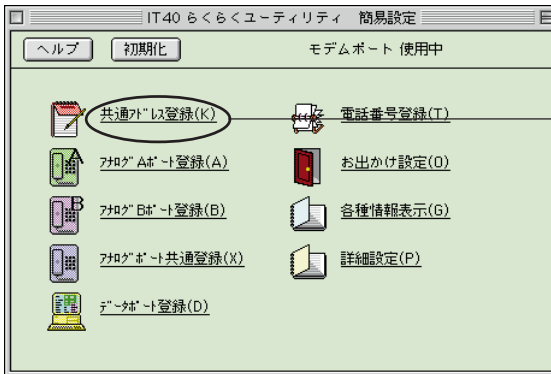 IT40 らくらくユーティリティ 簡易設定
ヘルプ 初期化 モデムポート 使用中
共通ｱﾄﾞﾚｽ登録(K)
電話番号登録(T)
ｱﾅﾛｸﾞAﾎﾟｰﾄ登録(A)
お出かけ設定(O)
ｱﾅﾛｸﾞBﾎﾟｰﾄ登録(B)
各種情報表示(G)
ｱﾅﾛｸﾞﾎﾟｰﾄ共通登録(X)
詳細設定(P)
ﾃﾞｰﾀﾎﾟｰﾄ登録(D)
A
B